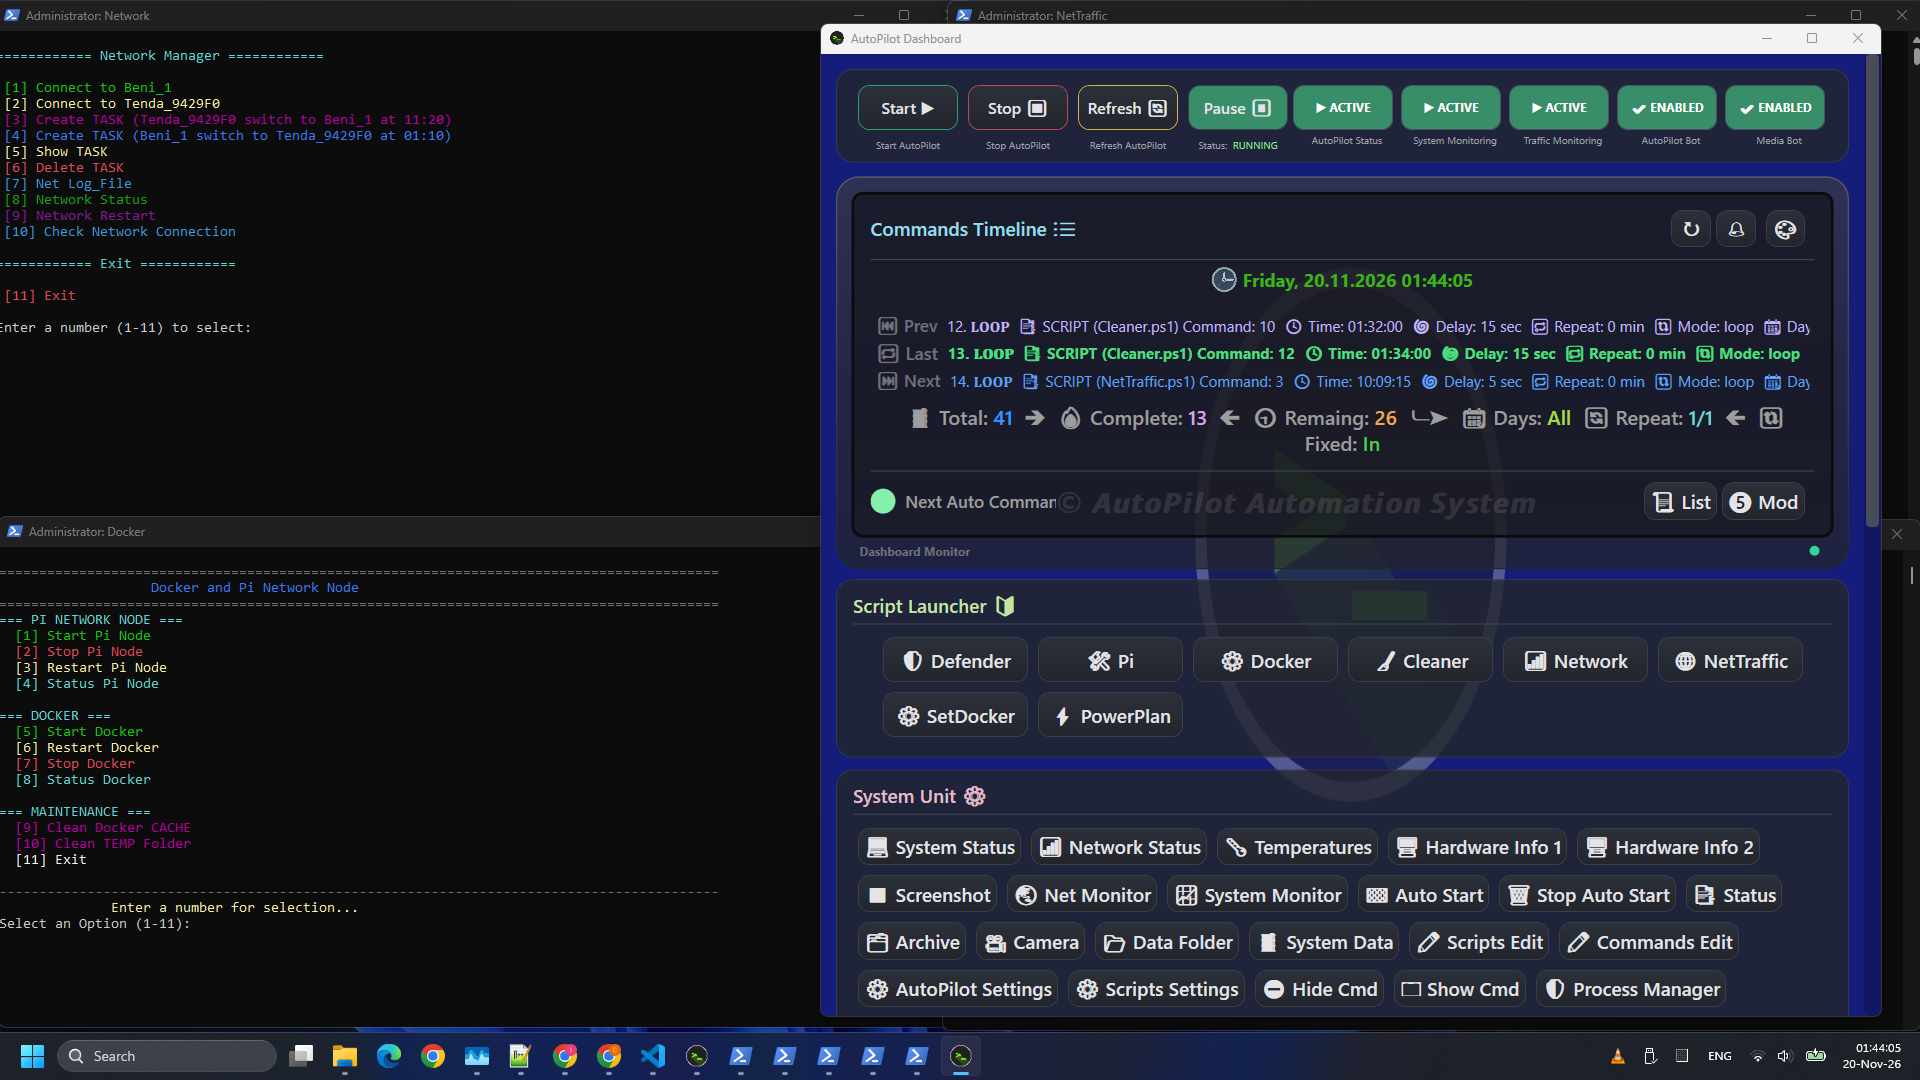 Administrator: Network
============ Network Manager ============
[1] Connect to Beni_1
[2] Connect to Tenda_9429F0
[3] Create TASK (Tenda_9429F0 switch to Beni_1 at 11:20)
[4] Create TASK (Beni_1 switch to Tenda_9429F0 at 01:10)
[5] Show TASK
[6] Delete TASK
[7] Net Log_File
[8] Network Status
[9] Network Restart
[10] Check Network Connection
============ Exit ============
[11] Exit
Enter a number (1-11) to select:
Administrator: Docker
Docker and Pi Network Node
=== PI NETWORK NODE ===
[1] Start Pi Node
[2] Stop Pi Node
[3] Restart Pi Node
[4] Status Pi Node
=== DOCKER ===
[5] Start Docker
[6] Restart Docker
[7] Stop Docker
[8] Status Docker
=== MAINTENANCE ===
[9] Clean Docker CACHE
[10] Clean TEMP Folder
[11] Exit
Enter a number for selection...
Select an Option (1-11):
Administrator: NetTraffic
AutoPilot Dashboard
Start Stop Refresh Pause ACTIVE ACTIVE ACTIVE ENABLED ENABLED
Start AutoPilot Stop AutoPilot Refresh AutoPilot Status: RUNNING AutoPilot Status System Monitoring Traffic Monitoring AutoPilot Bot Media Bot
Commands Timeline
Friday, 20.11.2026 01:44:05
Prev 12. LOOP SCRIPT (Cleaner.ps1) Command: 10 Time: 01:32:00 Delay: 15 sec Repeat: 0 min Mode: loop Day
Last 13. LOOP SCRIPT (Cleaner.ps1) Command: 12 Time: 01:34:00 Delay: 15 sec Repeat: 0 min Mode: loop
Next 14. LOOP SCRIPT (NetTraffic.ps1) Command: 3 Time: 10:09:15 Delay: 5 sec Repeat: 0 min Mode: loop Day
Total: 41 Complete: 13 Remaing: 26 Days: All Repeat: 1/1
Fixed: In
Next Auto Comman © AutoPilot Automation System List 5 Mod
Dashboard Monitor
Script Launcher
Defender Pi Docker Cleaner Network NetTraffic
SetDocker PowerPlan
System Unit
System Status Network Status Temperatures Hardware Info 1 Hardware Info 2
Screenshot Net Monitor System Monitor Auto Start Stop Auto Start Status
Archive Camera Data Folder System Data Scripts Edit Commands Edit
AutoPilot Settings Scripts Settings Hide Cmd Show Cmd Process Manager
Search
ENG
01:44:05
20-Nov-26